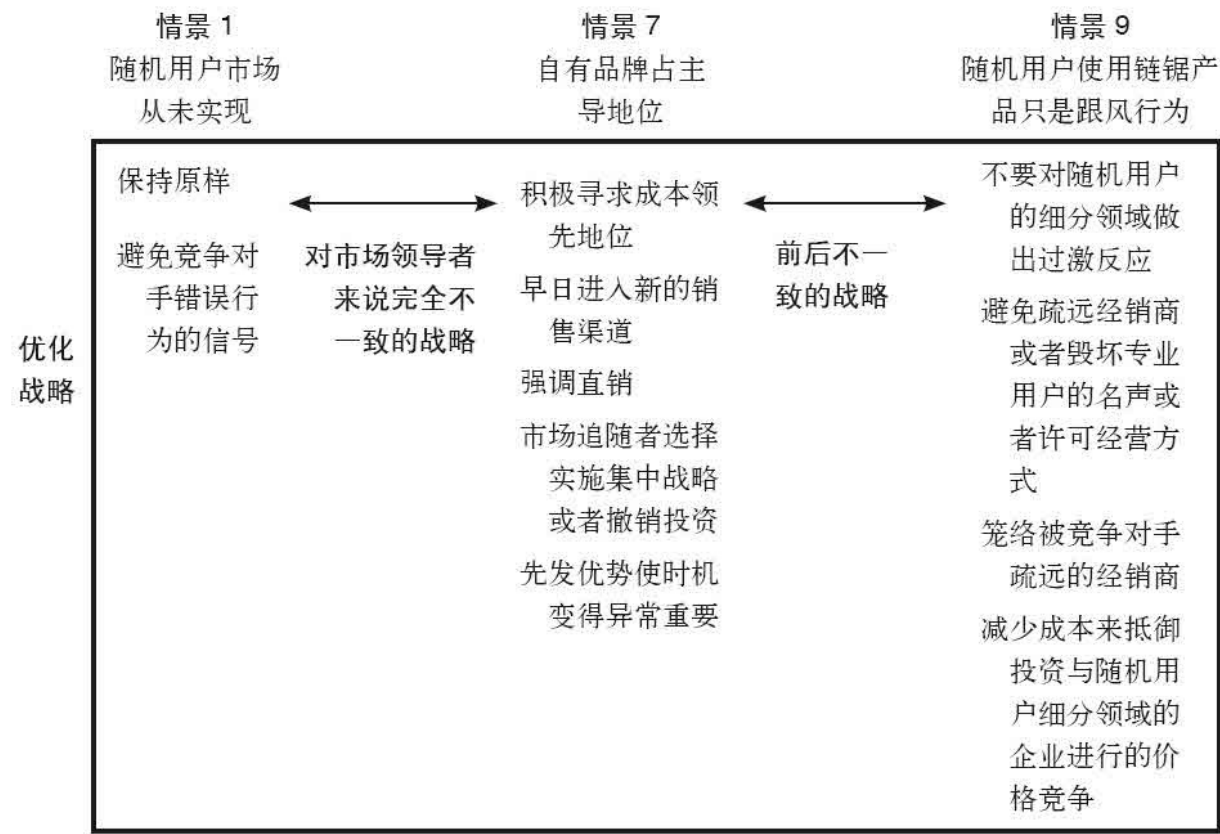 情景 1
随机用户市场
从未实现
情景 7
自有品牌占主
导地位
情景 9
随机用户使用链锯产
品只是跟风行为
优化
战略
保持原样
避免竞争对
手错误行
为的信号
对市场领导者
来说完全不
一致的战略
积极寻求成本领
先地位
早日进入新的销
售渠道
强调直销
市场追随者选择
实施集中战略
或者撤销投资
先发优势使时机
变得异常重要
前后不一
致的战略
不要对随机用户
的细分领域做
出过激反应
避免疏远经销商
或者毁坏专业
用户的名声或
者许可经营方
式
笼络被竞争对手
疏远的经销商
减少成本来抵御
投资与随机用
户细分领域的
企业进行的价
格竞争